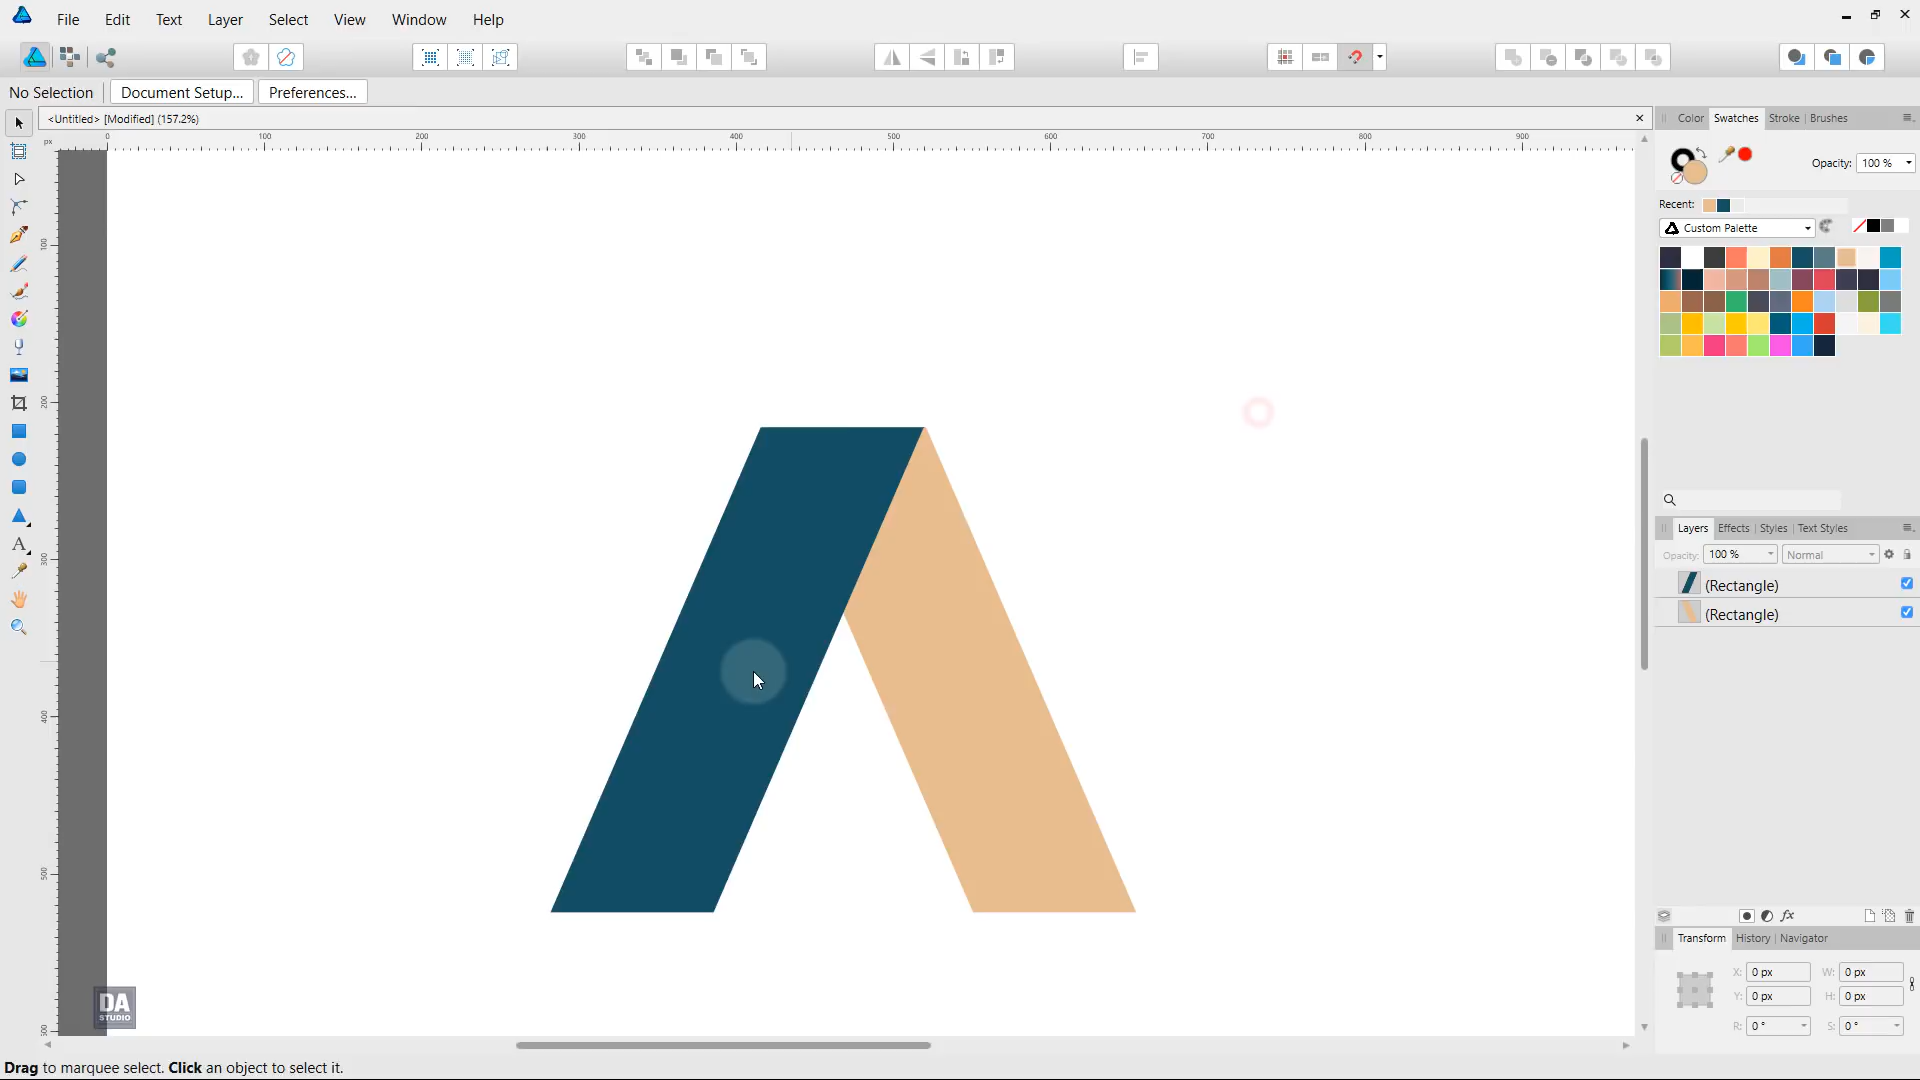 File Edit Text Layer Select View Window Help
No Selection Document Setup... Preferences...
<Untitled> [Modified] (157.2%)
px 0 100 200 300 400 500 600 700 800 900
100
200
300
400
500
Color Swatches Stroke Brushes
Opacity: 100 %
Recent:
Custom Palette
Layers Effects Styles Text Styles
Opacity: 100 % Normal
(Rectangle)
(Rectangle)
fx
Transform History Navigator
X: 0 px W: 0 px
Y: 0 px H: 0 px
R: 0 ° S: 0 °
DA
STUDIO
Drag to marquee select. Click an object to select it.